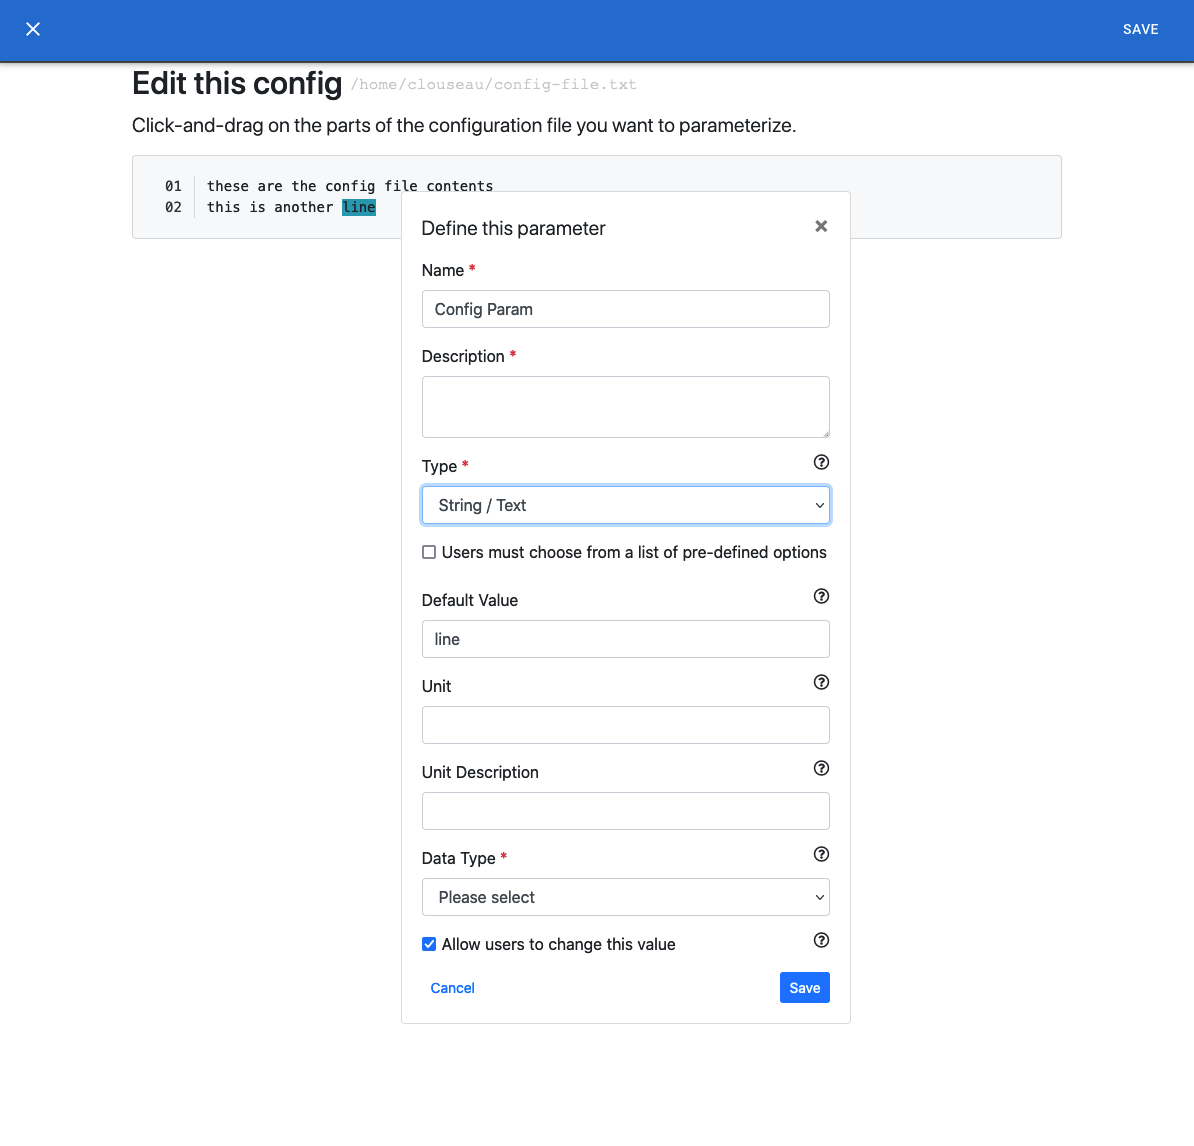 SAVE
Edit this config /home/clouseau/config-file.txt
Click-and-drag on the parts of the configuration file you want to parameterize.
01 these are the config file contents
02 this is another line
Define this parameter
Name *
Config Param
Description *
Type *
String / Text
Users must choose from a list of pre-defined options
Default Value
line
Unit
Unit Description
Data Type *
Please select
Allow users to change this value
Cancel
Save